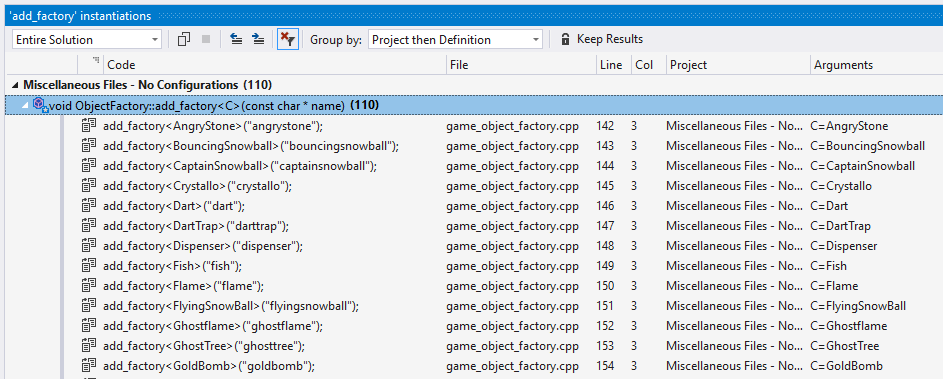 'add_factory' instantiations
Entire Solution Group by: Project then Definition Keep Results
Code File Line Col Project Arguments
Miscellaneous Files - No Configurations (110)
void ObjectFactory::add_factory<C>(const char * name) (110)
add_factory<AngryStone>("angrystone"); game_object_factory.cpp 142 3 Miscellaneous Files - No... C=AngryStone
add_factory<BouncingSnowball>("bouncingsnowball"); game_object_factory.cpp 143 3 Miscellaneous Files - No... C=BouncingSnowball
add_factory<CaptainSnowball>("captainsnowball"); game_object_factory.cpp 144 3 Miscellaneous Files - No... C=CaptainSnowball
add_factory<Crystallo>("crystallo"); game_object_factory.cpp 145 3 Miscellaneous Files - No... C=Crystallo
add_factory<Dart>("dart"); game_object_factory.cpp 146 3 Miscellaneous Files - No... C=Dart
add_factory<DartTrap>("darttrap"); game_object_factory.cpp 147 3 Miscellaneous Files - No... C=DartTrap
add_factory<Dispenser>("dispenser"); game_object_factory.cpp 148 3 Miscellaneous Files - No... C=Dispenser
add_factory<Fish>("fish"); game_object_factory.cpp 149 3 Miscellaneous Files - No... C=Fish
add_factory<Flame>("flame"); game_object_factory.cpp 150 3 Miscellaneous Files - No... C=Flame
add_factory<FlyingSnowBall>("flyingsnowball"); game_object_factory.cpp 151 3 Miscellaneous Files - No... C=FlyingSnowBall
add_factory<Ghostflame>("ghostflame"); game_object_factory.cpp 152 3 Miscellaneous Files - No... C=Ghostflame
add_factory<GhostTree>("ghosttree"); game_object_factory.cpp 153 3 Miscellaneous Files - No... C=GhostTree
add_factory<GoldBomb>("goldbomb"); game_object_factory.cpp 154 3 Miscellaneous Files - No... C=GoldBomb